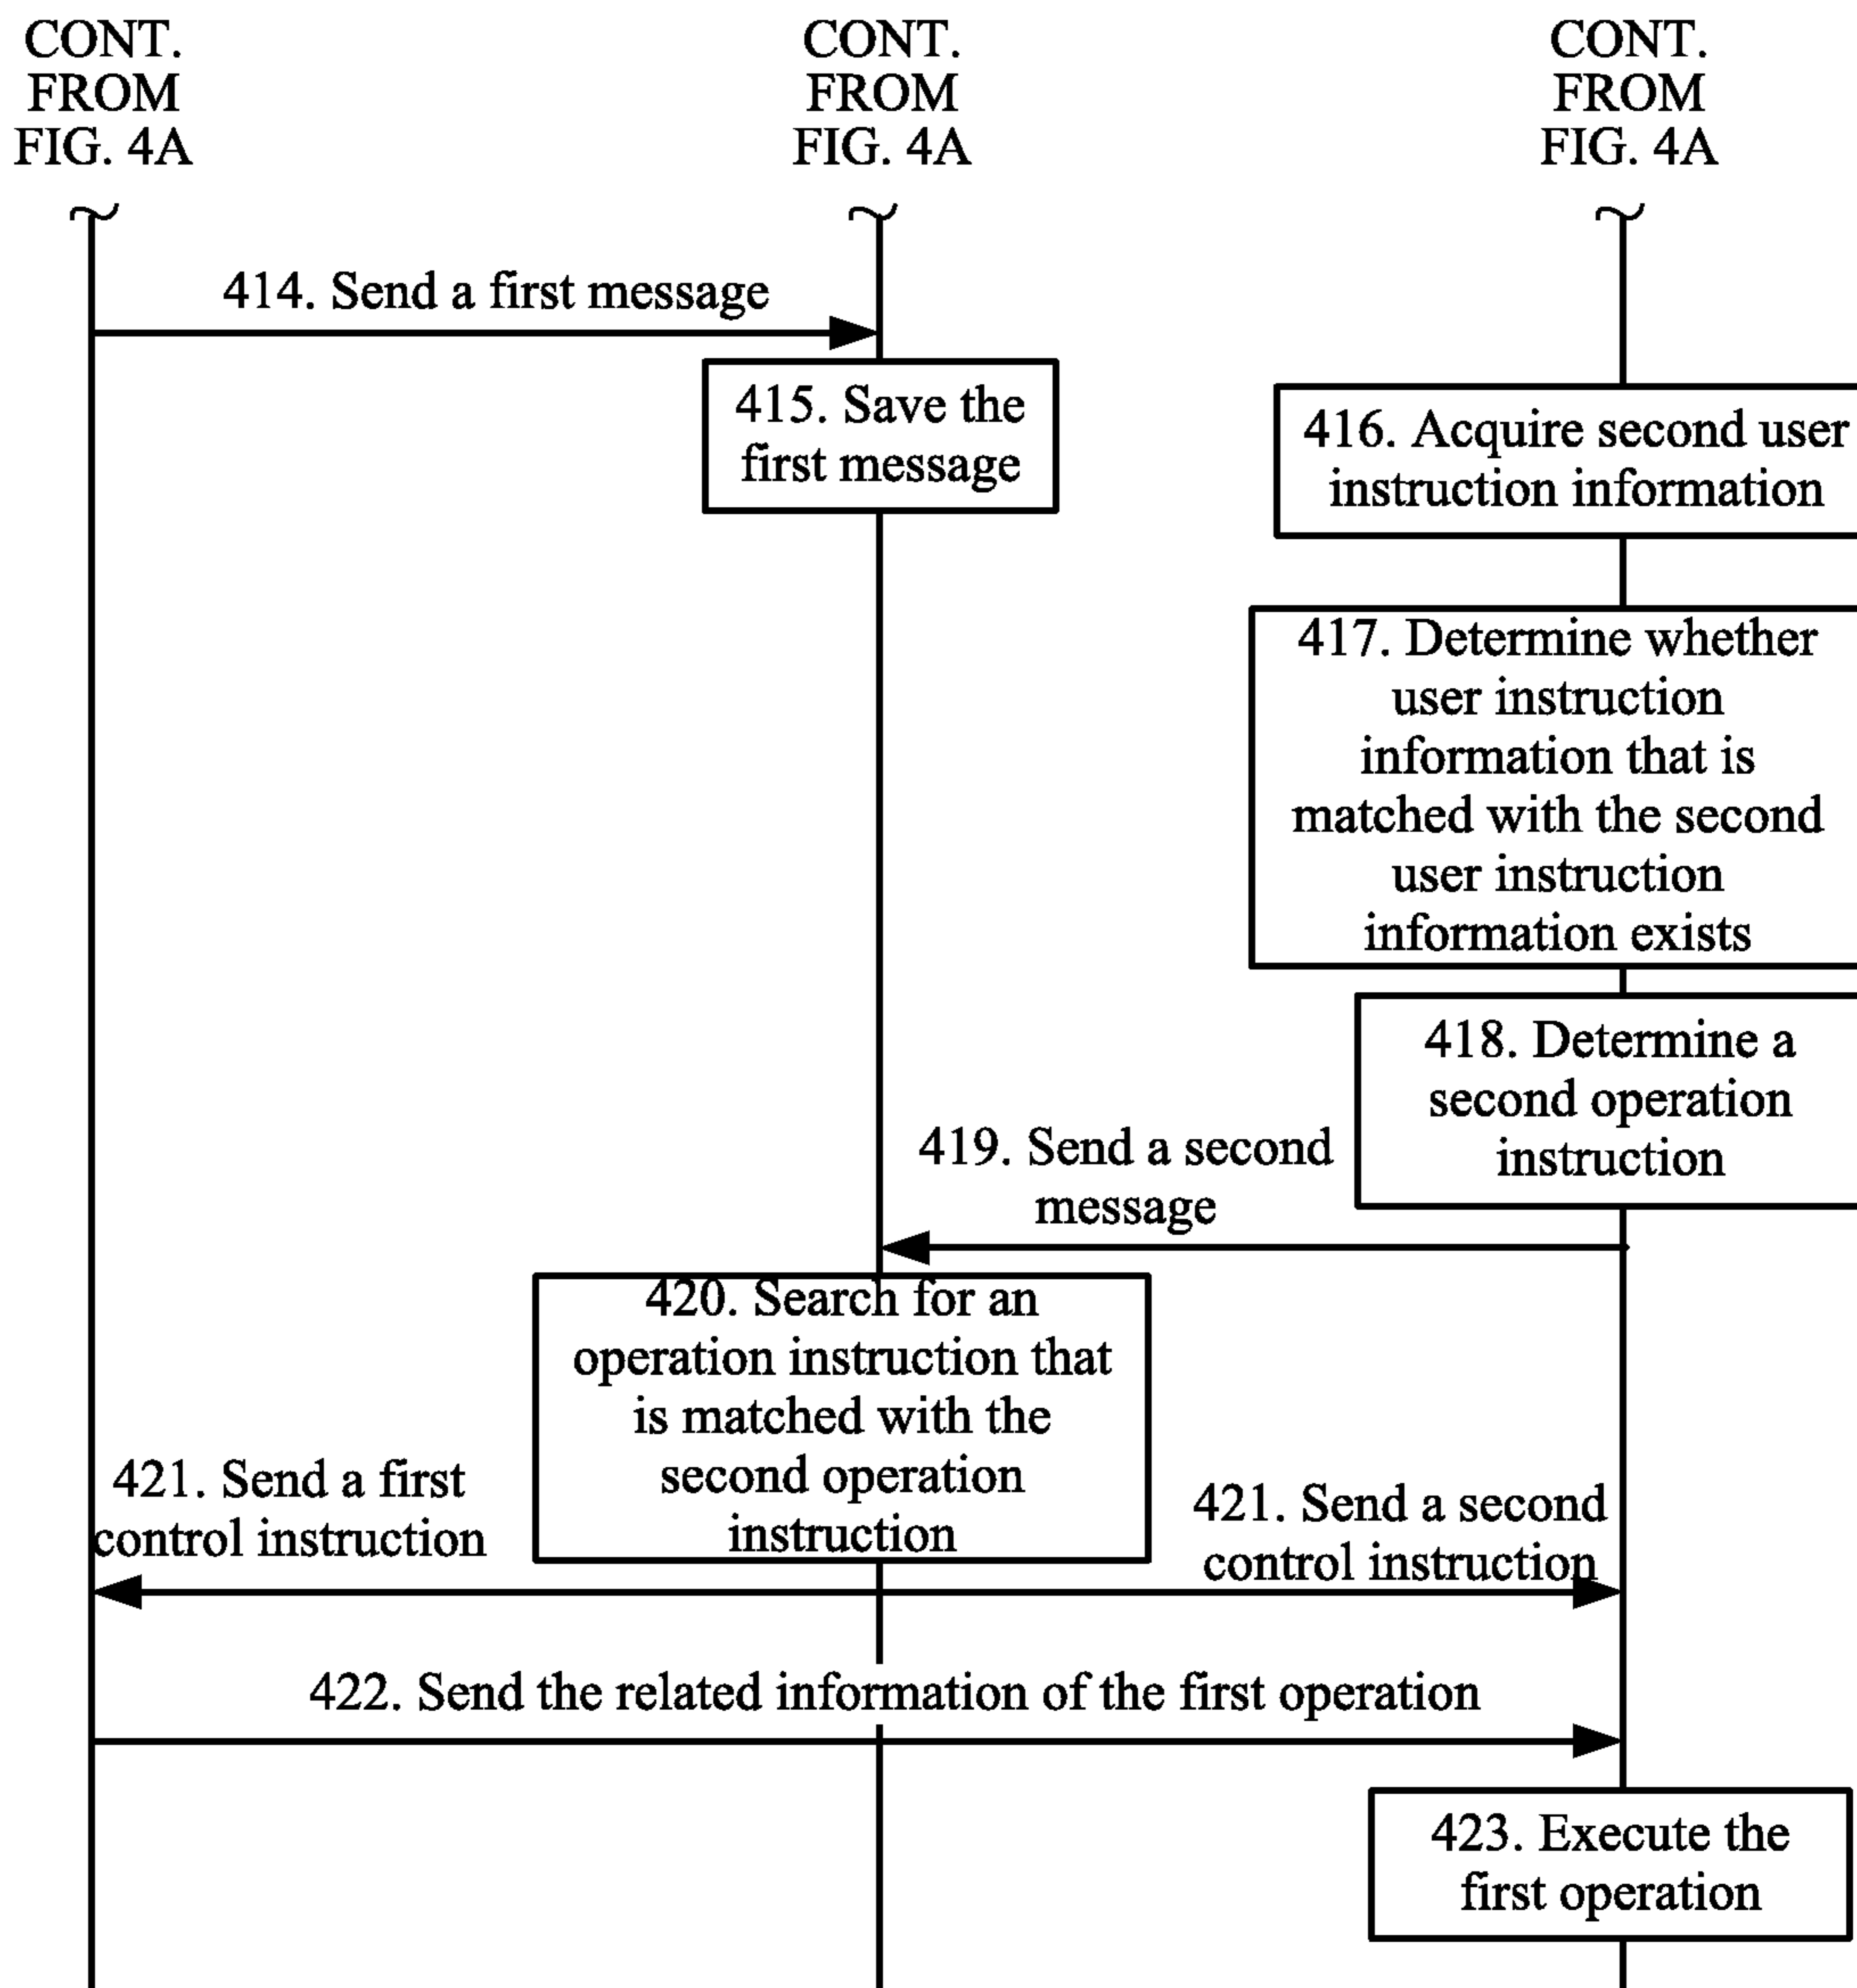 CONT.
FROM
FIG. 4A
CONT.
FROM
FIG. 4A
CONT.
FROM
FIG. 4A
414. Send a first message
415. Save the
first message
416. Acquire second user
instruction information
417. Determine whether
user instruction
information that is
matched with the second
user instruction
information exists
418. Determine a
second operation
instruction
419. Send a second
message
420. Search for an
operation instruction that
is matched with the
second operation
instruction
421. Send a first
control instruction
421. Send a second
control instruction
422. Send the related information of the first operation
423. Execute the
first operation